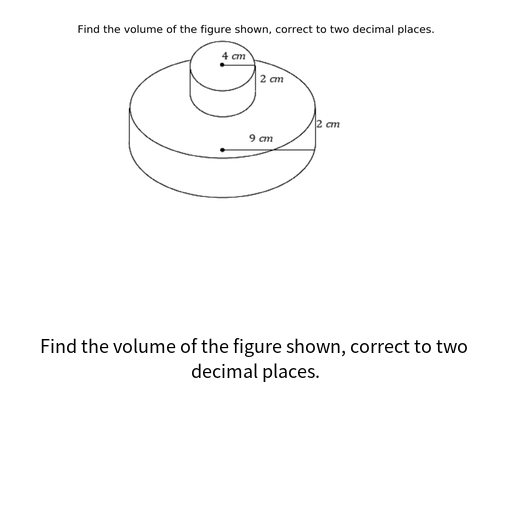 Find the volume of the figure shown, correct to two decimal places.
4 cm
2 cm
2 cm
9 cm
Find the volume of the figure shown, correct to two
decimal places.